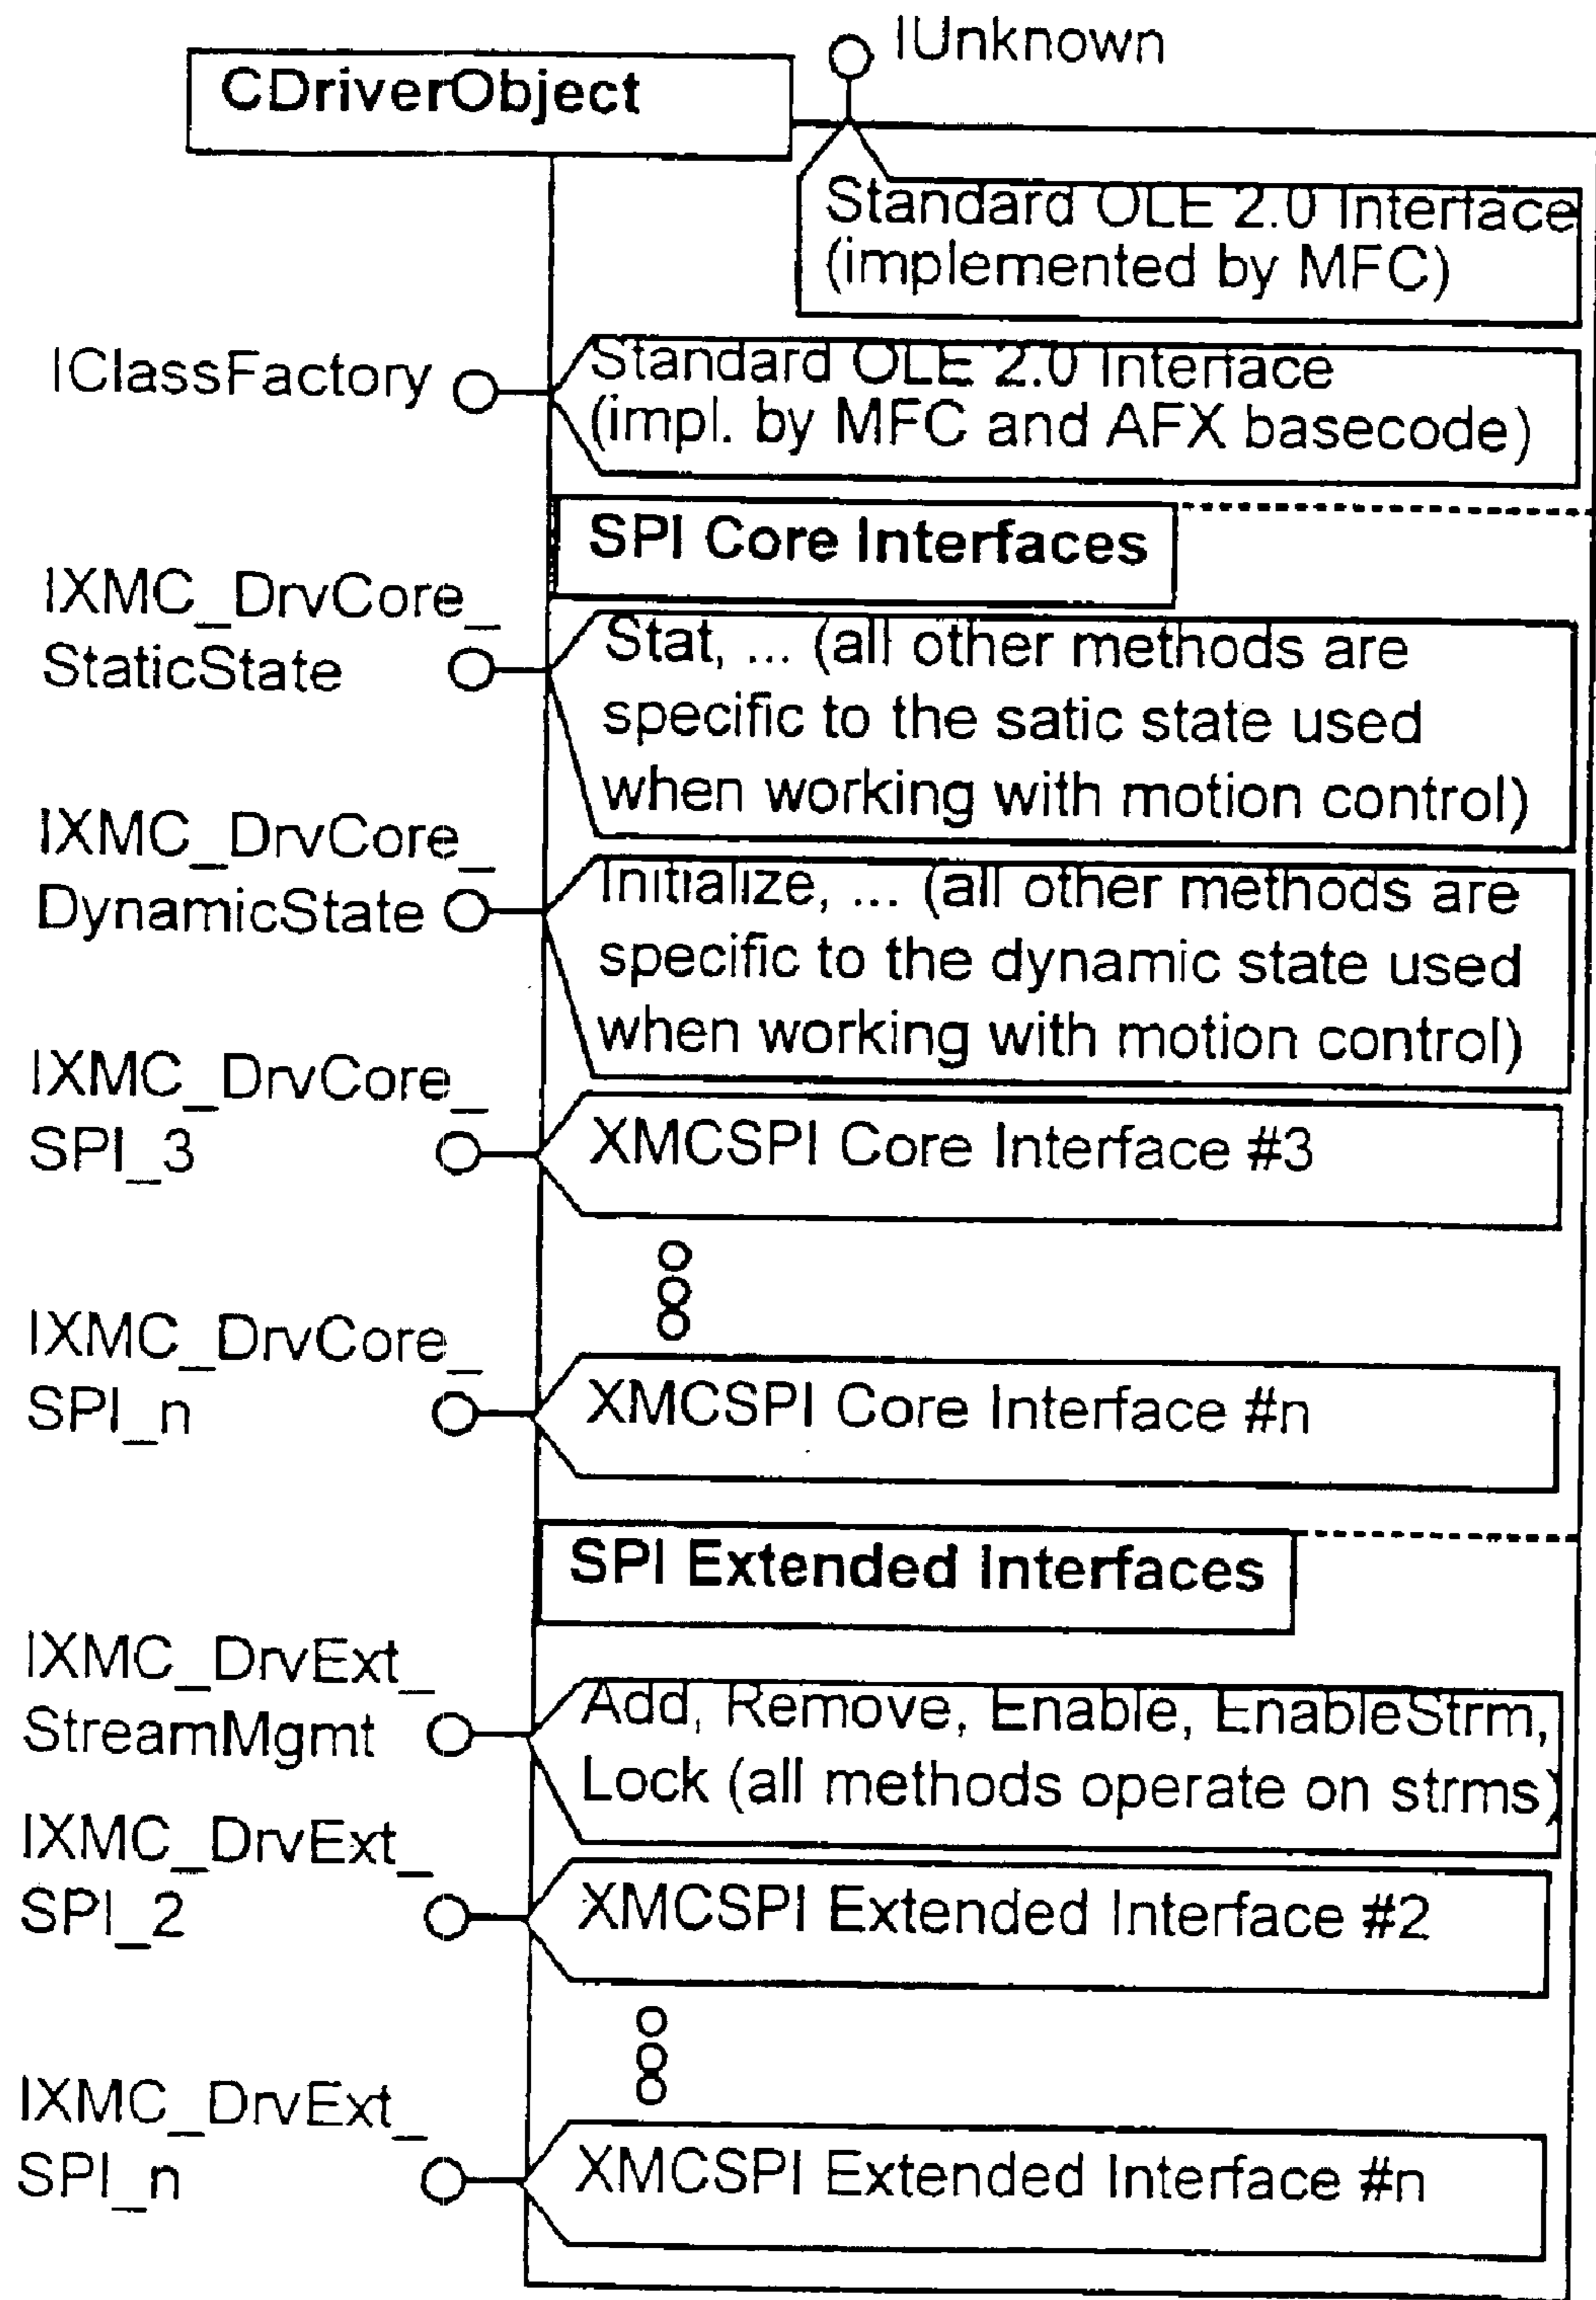 IUnknown
CDriverObject
Standard OLE 2.0 Interface
(implemented by MFC)
IClassFactory
Standard OLE 2.0 Interface
(impl. by MFC and AFX basecode)
SPI Core Interfaces
IXMC_DrvCore_
StaticState
Stat, ... (all other methods are
specific to the satic state used
when working with motion control)
IXMC_DrvCore_
DynamicState
Initialize, ... (all other methods are
specific to the dynamic state used
when working with motion control)
IXMC_DrvCore_
SPI_3
XMCSPI Core Interface #3
IXMC_DrvCore_
SPI_n
XMCSPI Core Interface #n
SPI Extended Interfaces
IXMC_DrvExt_
StreamMgmt
Add, Remove, Enable, EnableStrm,
Lock (all methods operate on strms)
IXMC_DrvExt_
SPI_2
XMCSPI Extended Interface #2
IXMC_DrvExt_
SPI_n
XMCSPI Extended Interface #n